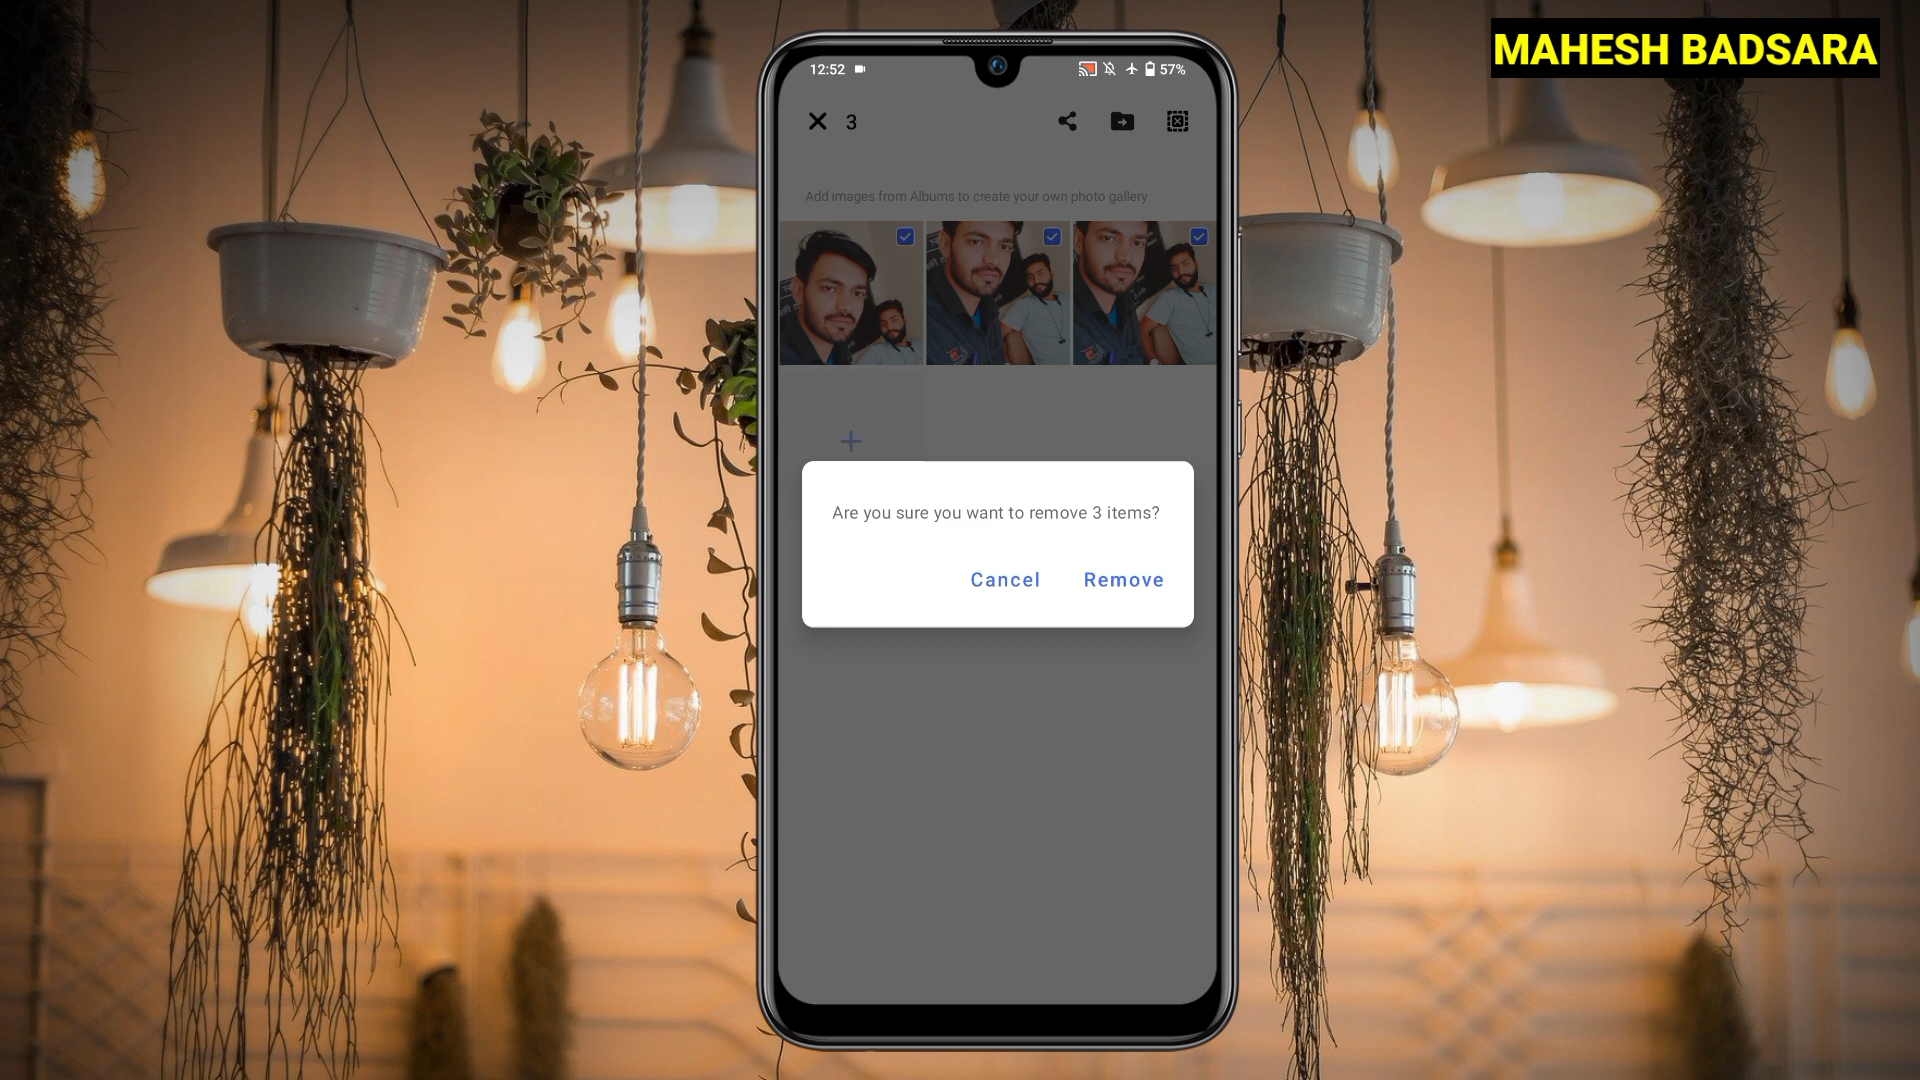 MAHESH BADSARA
12:52
57%
3
Add images from Albums to create your own photo gallery
Are you sure you want to remove 3 items?
Cancel Remove